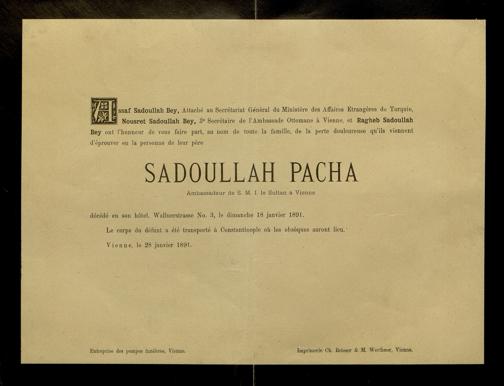 Assaf Sadoullah Bey, Attaché au Secrétariat Général du Ministère des Affaires Etrangères de Turquie,
Nousret Sadoullah Bey, 2e Secrétaire de l'Ambassade Ottomane à Vienne, et Ragheb Sadoullah
Bey ont l'honneur de vous faire part, au nom de toute la famille, de la perte douloureuse qu'ils viennent
d'éprouver en la personne de leur père
SADOULLAH PACHA
Ambassadeur de S. M. I. le Sultan à Vienne
décédé en son hôtel, Wallnerstrasse No. 3, le dimanche 18 janvier 1891.
Le corps du défunt a été transporté à Constantinople où les obsèques auront lieu.
Vienne, le 28 janvier 1891.
Entreprise des pompes funèbres, Vienne.
Imprimerie Ch. Reisser & M. Werthner, Vienne.